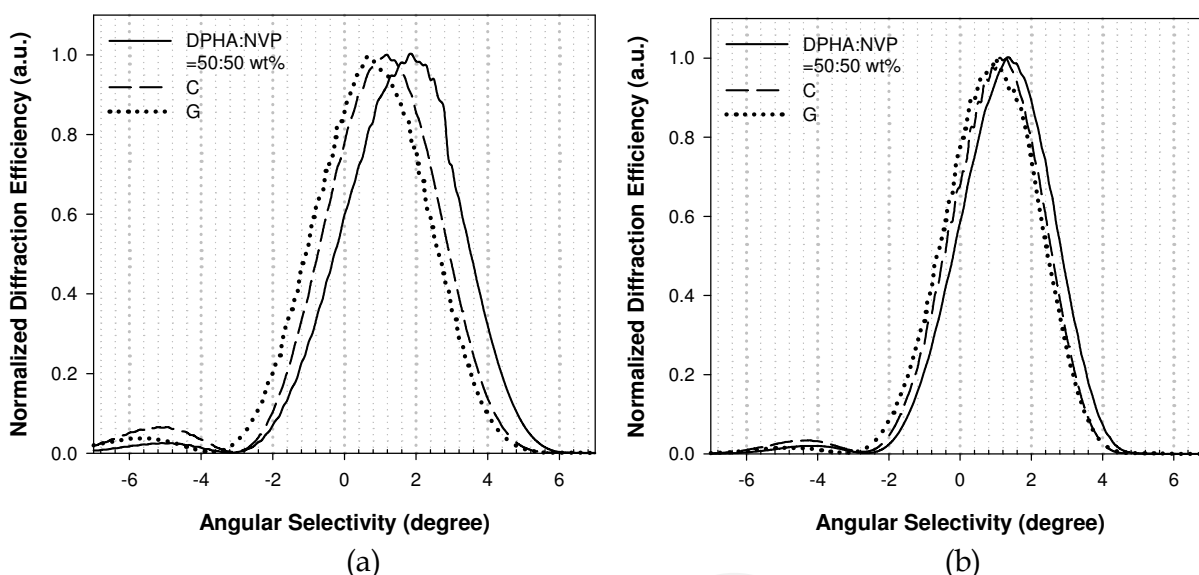 Normalized Diffraction Efficiency (a.u.)
1.0
0.8
0.6
0.4
0.2
0.0
DPHA:NVP
=50:50 wt%
C
G
-6 -4 -2 0 2 4 6
Angular Selectivity (degree)
(a)
Normalized Diffraction Efficiency (a.u.)
1.0
0.8
0.6
0.4
0.2
0.0
DPHA:NVP
=50:50 wt%
C
G
-6 -4 -2 0 2 4 6
Angular Selectivity (degree)
(b)